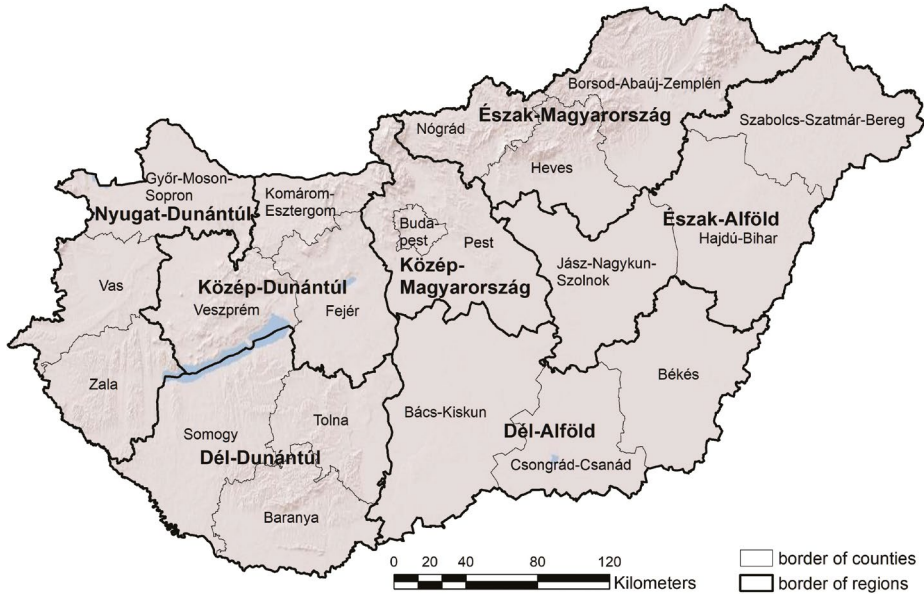 Borsod-Abaúj-Zemplén
Szabolcs-Szatmár-Bereg
Nógrád
Észak-Magyarország
Heves
Győr-Moson-
Sopron
Komárom-
Esztergom
Nyugat-Dunántúl
Buda-
pest
Pest
Észak-Alföld
Hajdú-Bihar
Vas
Közép-Dunántúl
Veszprém
Fejér
Közép-
Magyarország
Jász-Nagykun-
Szolnok
Zala
Békés
Somogy
Tolna
Bács-Kiskun
Dél-Alföld
Dél-Dunántúl
Csongrád-Csanád
Baranya
0 20 40 80 120
Kilometers
border of counties
border of regions